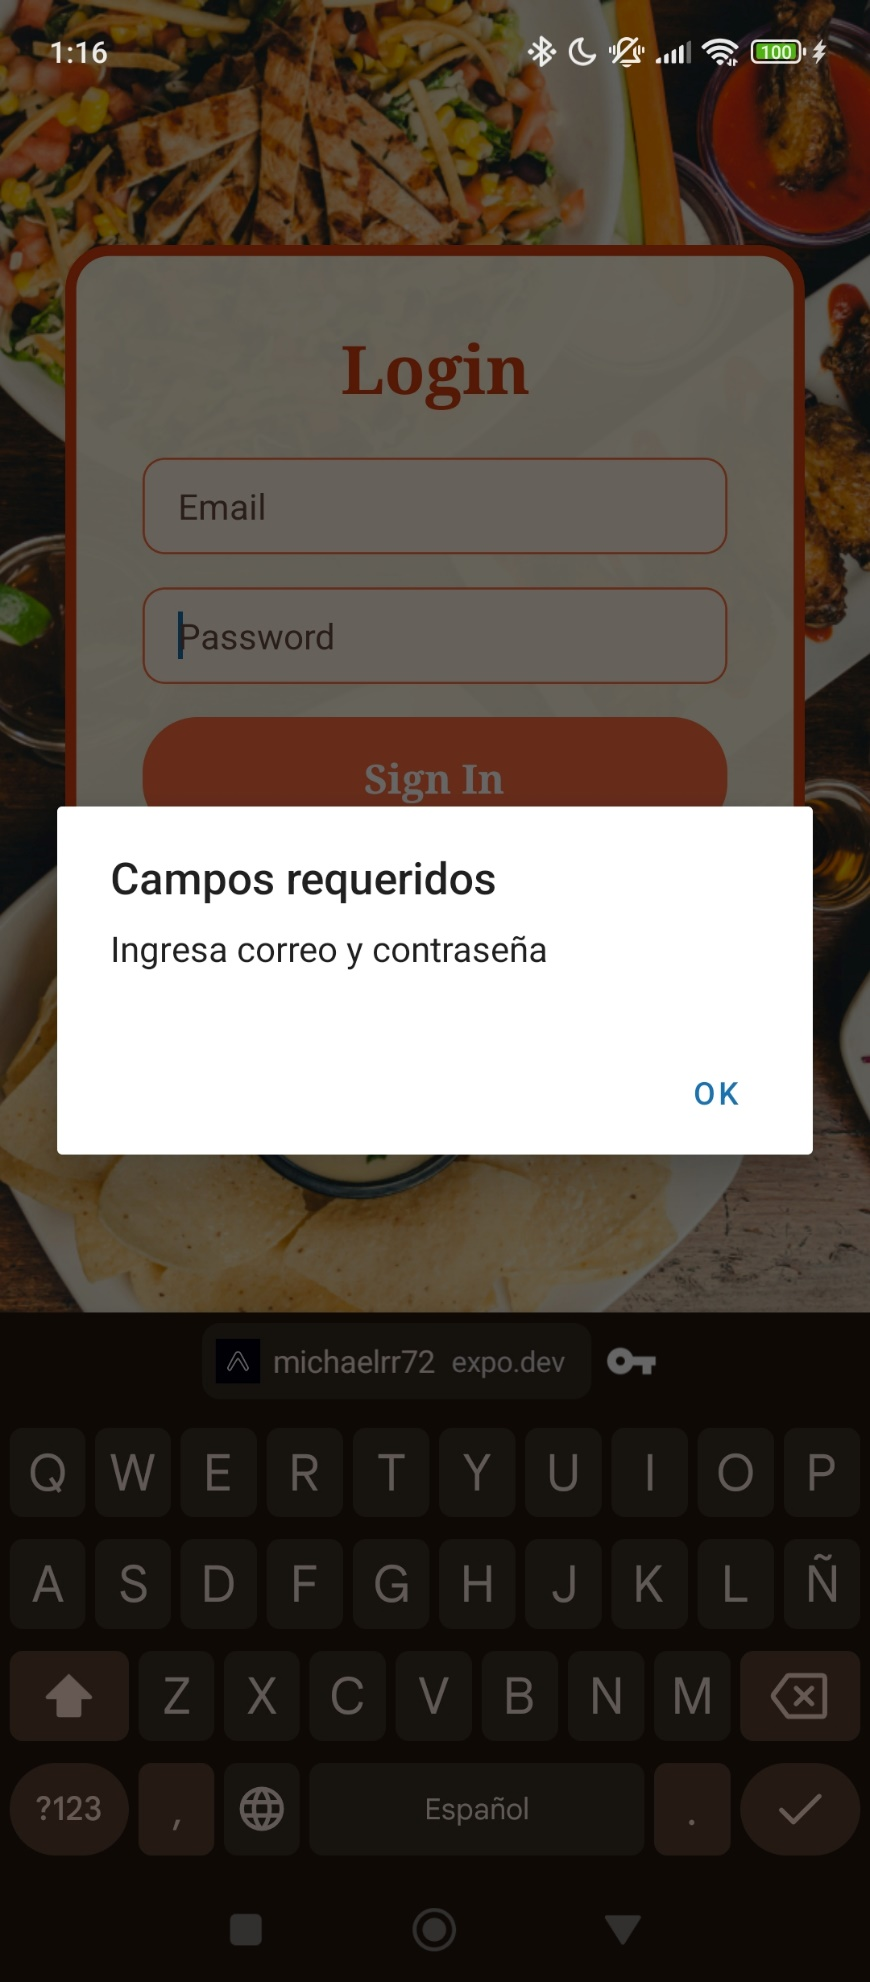 1:16
100
Login
Email
Password
Sign In
Campos requeridos
Ingresa correo y contraseña
OK
michaelrr72 expo.dev
Q W E R T Y U I O P
A S D F G H J K L Ñ
Z X C V B N M
?123 , Español .